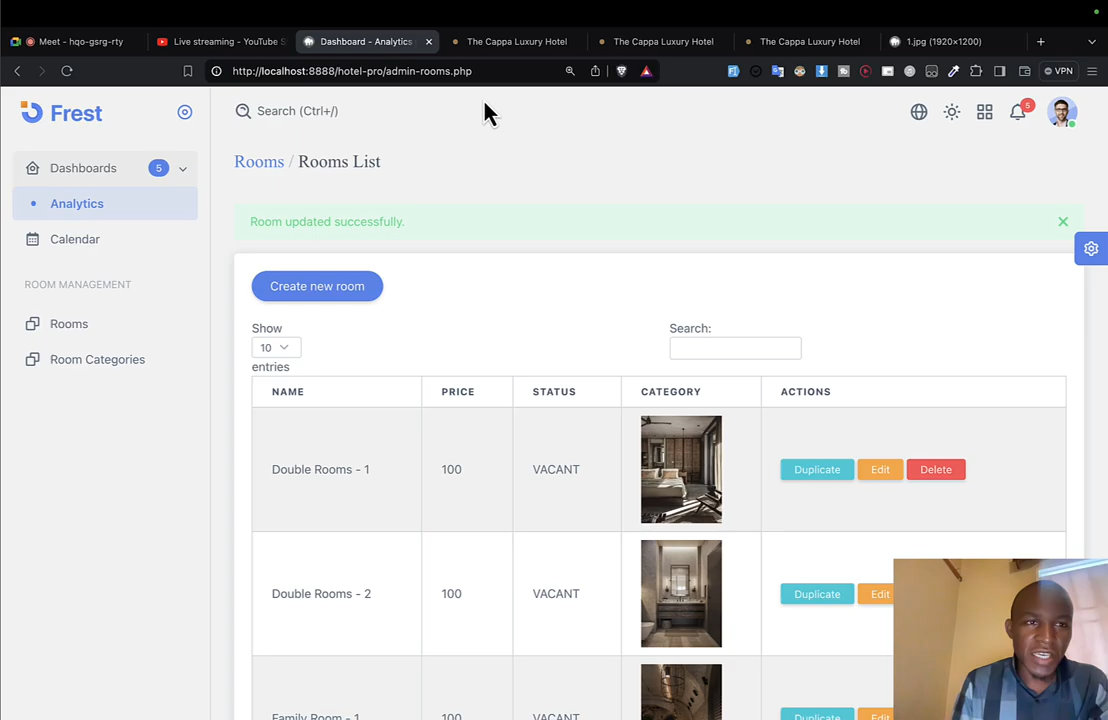 Meet - hqo-gsrg-rty
Live streaming - YouTube S
Dashboard - Analytics
The Cappa Luxury Hotel
The Cappa Luxury Hotel
The Cappa Luxury Hotel
1.jpg (1920×1200)
http://localhost:8888/hotel-pro/admin-rooms.php
VPN
Frest
Search (Ctrl+/)
5
Dashboards 5
Analytics
Calendar
ROOM MANAGEMENT
Rooms
Room Categories
Rooms / Rooms List
Room updated successfully.
Create new room
Show
10
entries
Search:
NAME PRICE STATUS CATEGORY ACTIONS
Double Rooms - 1 100 VACANT Duplicate Edit Delete
Double Rooms - 2 100 VACANT Duplicate Edit
Family Room - 1 100 VACANT Duplicate Edit